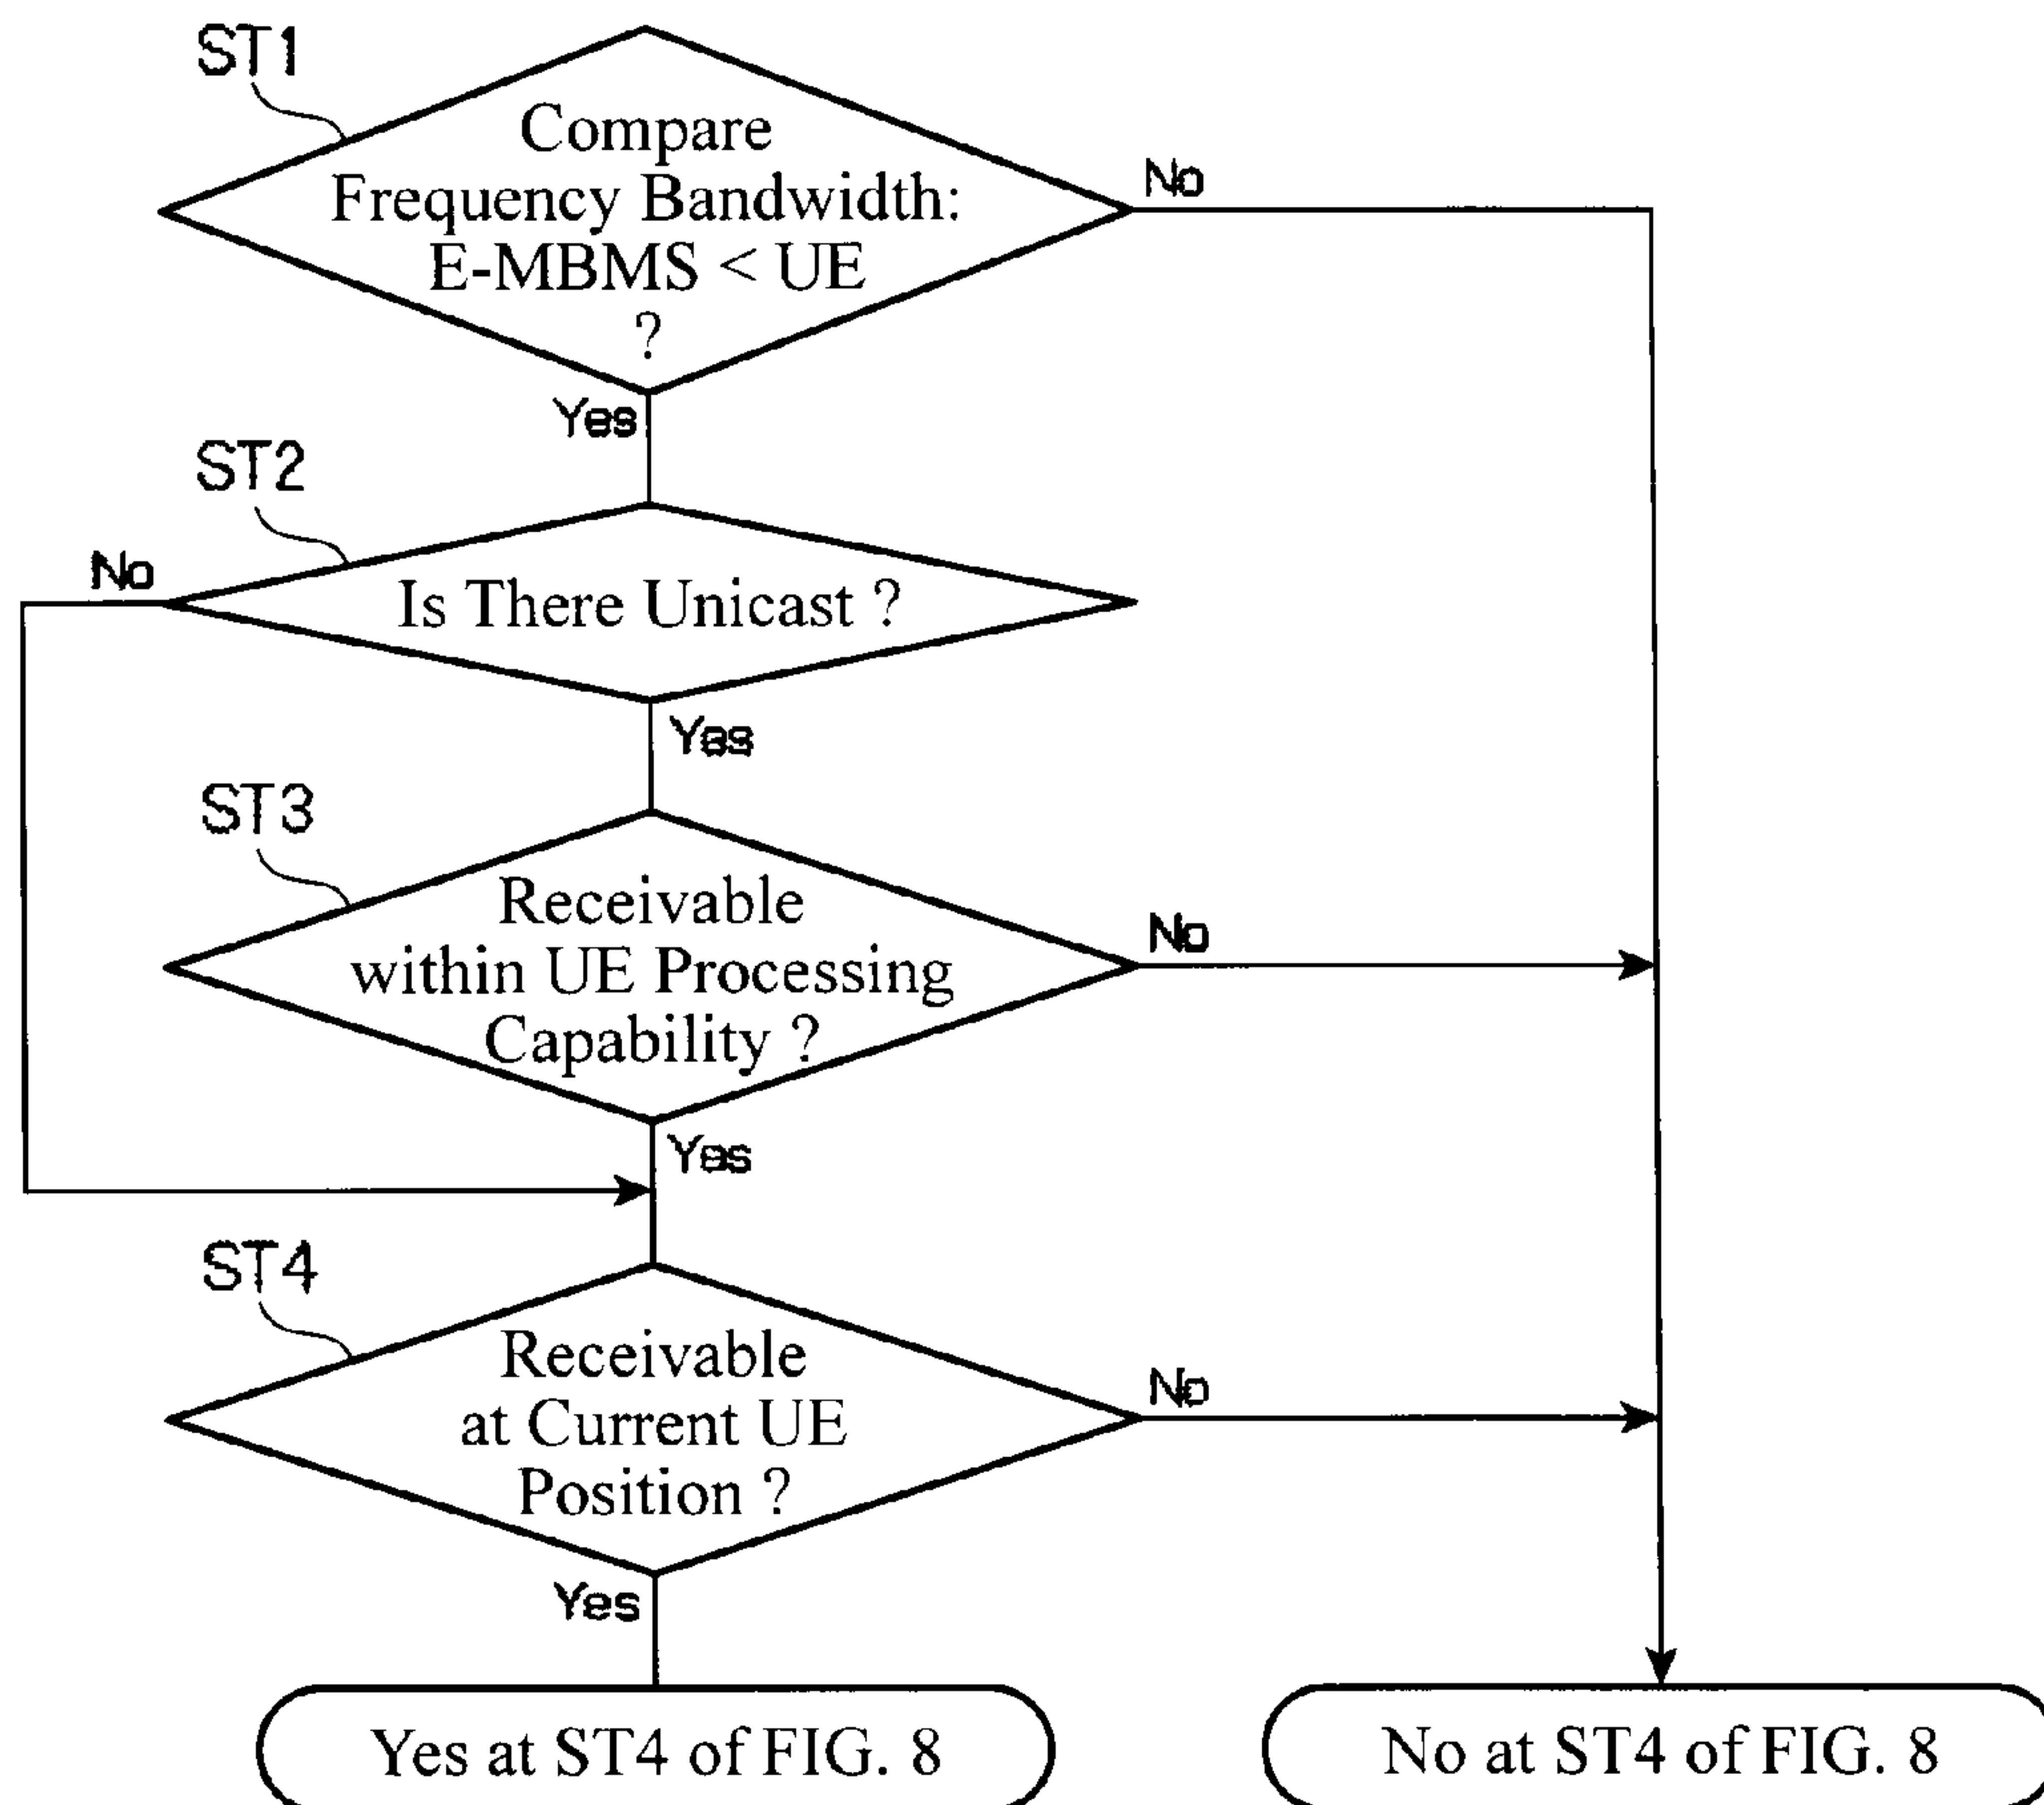 ST1
Compare
Frequency Bandwidth:
E-MBMS < UE
?
No
Yes
ST2
No
Is There Unicast ?
Yes
ST3
Receivable
within UE Processing
Capability ?
No
Yes
ST4
Receivable
at Current UE
Position ?
No
Yes
Yes at ST4 of FIG. 8
No at ST4 of FIG. 8